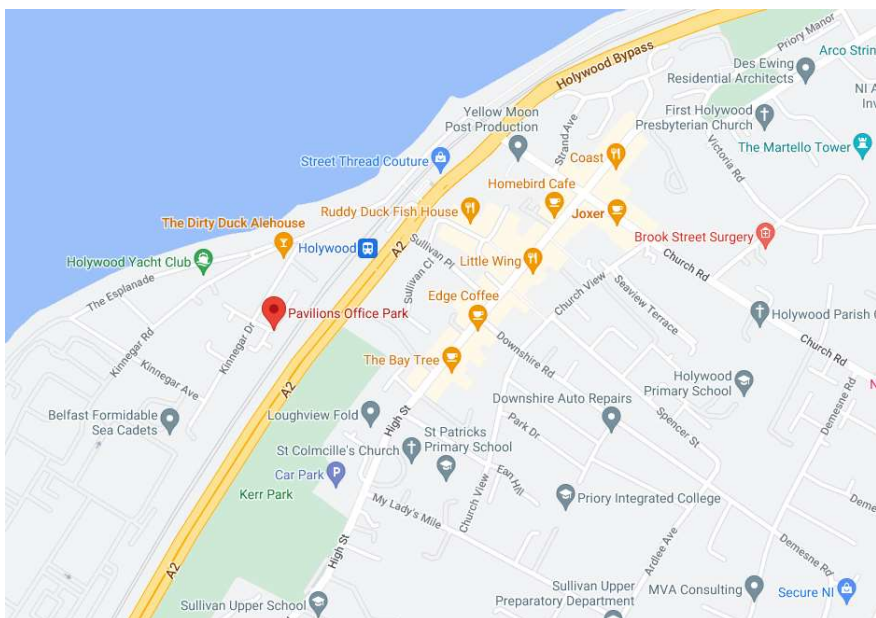 Priory Manor
Holywood Bypass
Arco Strin
Des Ewing
Residential Architects
NI A
Inv
Yellow Moon
Post Production
First Holywood
Presbyterian Church
Strand Ave
Victoria Rd
The Martello Tower
Street Thread Couture
Coast
Homebird Cafe
Ruddy Duck Fish House
Joxer
The Dirty Duck Alehouse
Brook Street Surgery
Holywood
A2
Sullivan Pl
Holywood Yacht Club
Little Wing
Church Rd
Sullivan Cl
Church View
Seaview Terrace
The Esplanade
Edge Coffee
Pavilions Office Park
Kinnegar Dr
Kinnegar Rd
Holywood Parish C
Church Rd
Downshire Rd
The Bay Tree
Kinnegar Ave
A2
Holywood
Primary School
N
Demesne Rd
Downshire Auto Repairs
Belfast Formidable
Sea Cadets
Loughview Fold
High St
Spencer St
Park Dr
St Patricks
Primary School
St Colmcille's Church
Car Park
Ean Hill
Kerr Park
Priory Integrated College
Deme
My Lady's Mile
Church View
Ardlee Ave
Demesne Rd
High St
A2
Sullivan Upper
Preparatory Department
MVA Consulting
Secure NI
Sullivan Upper School